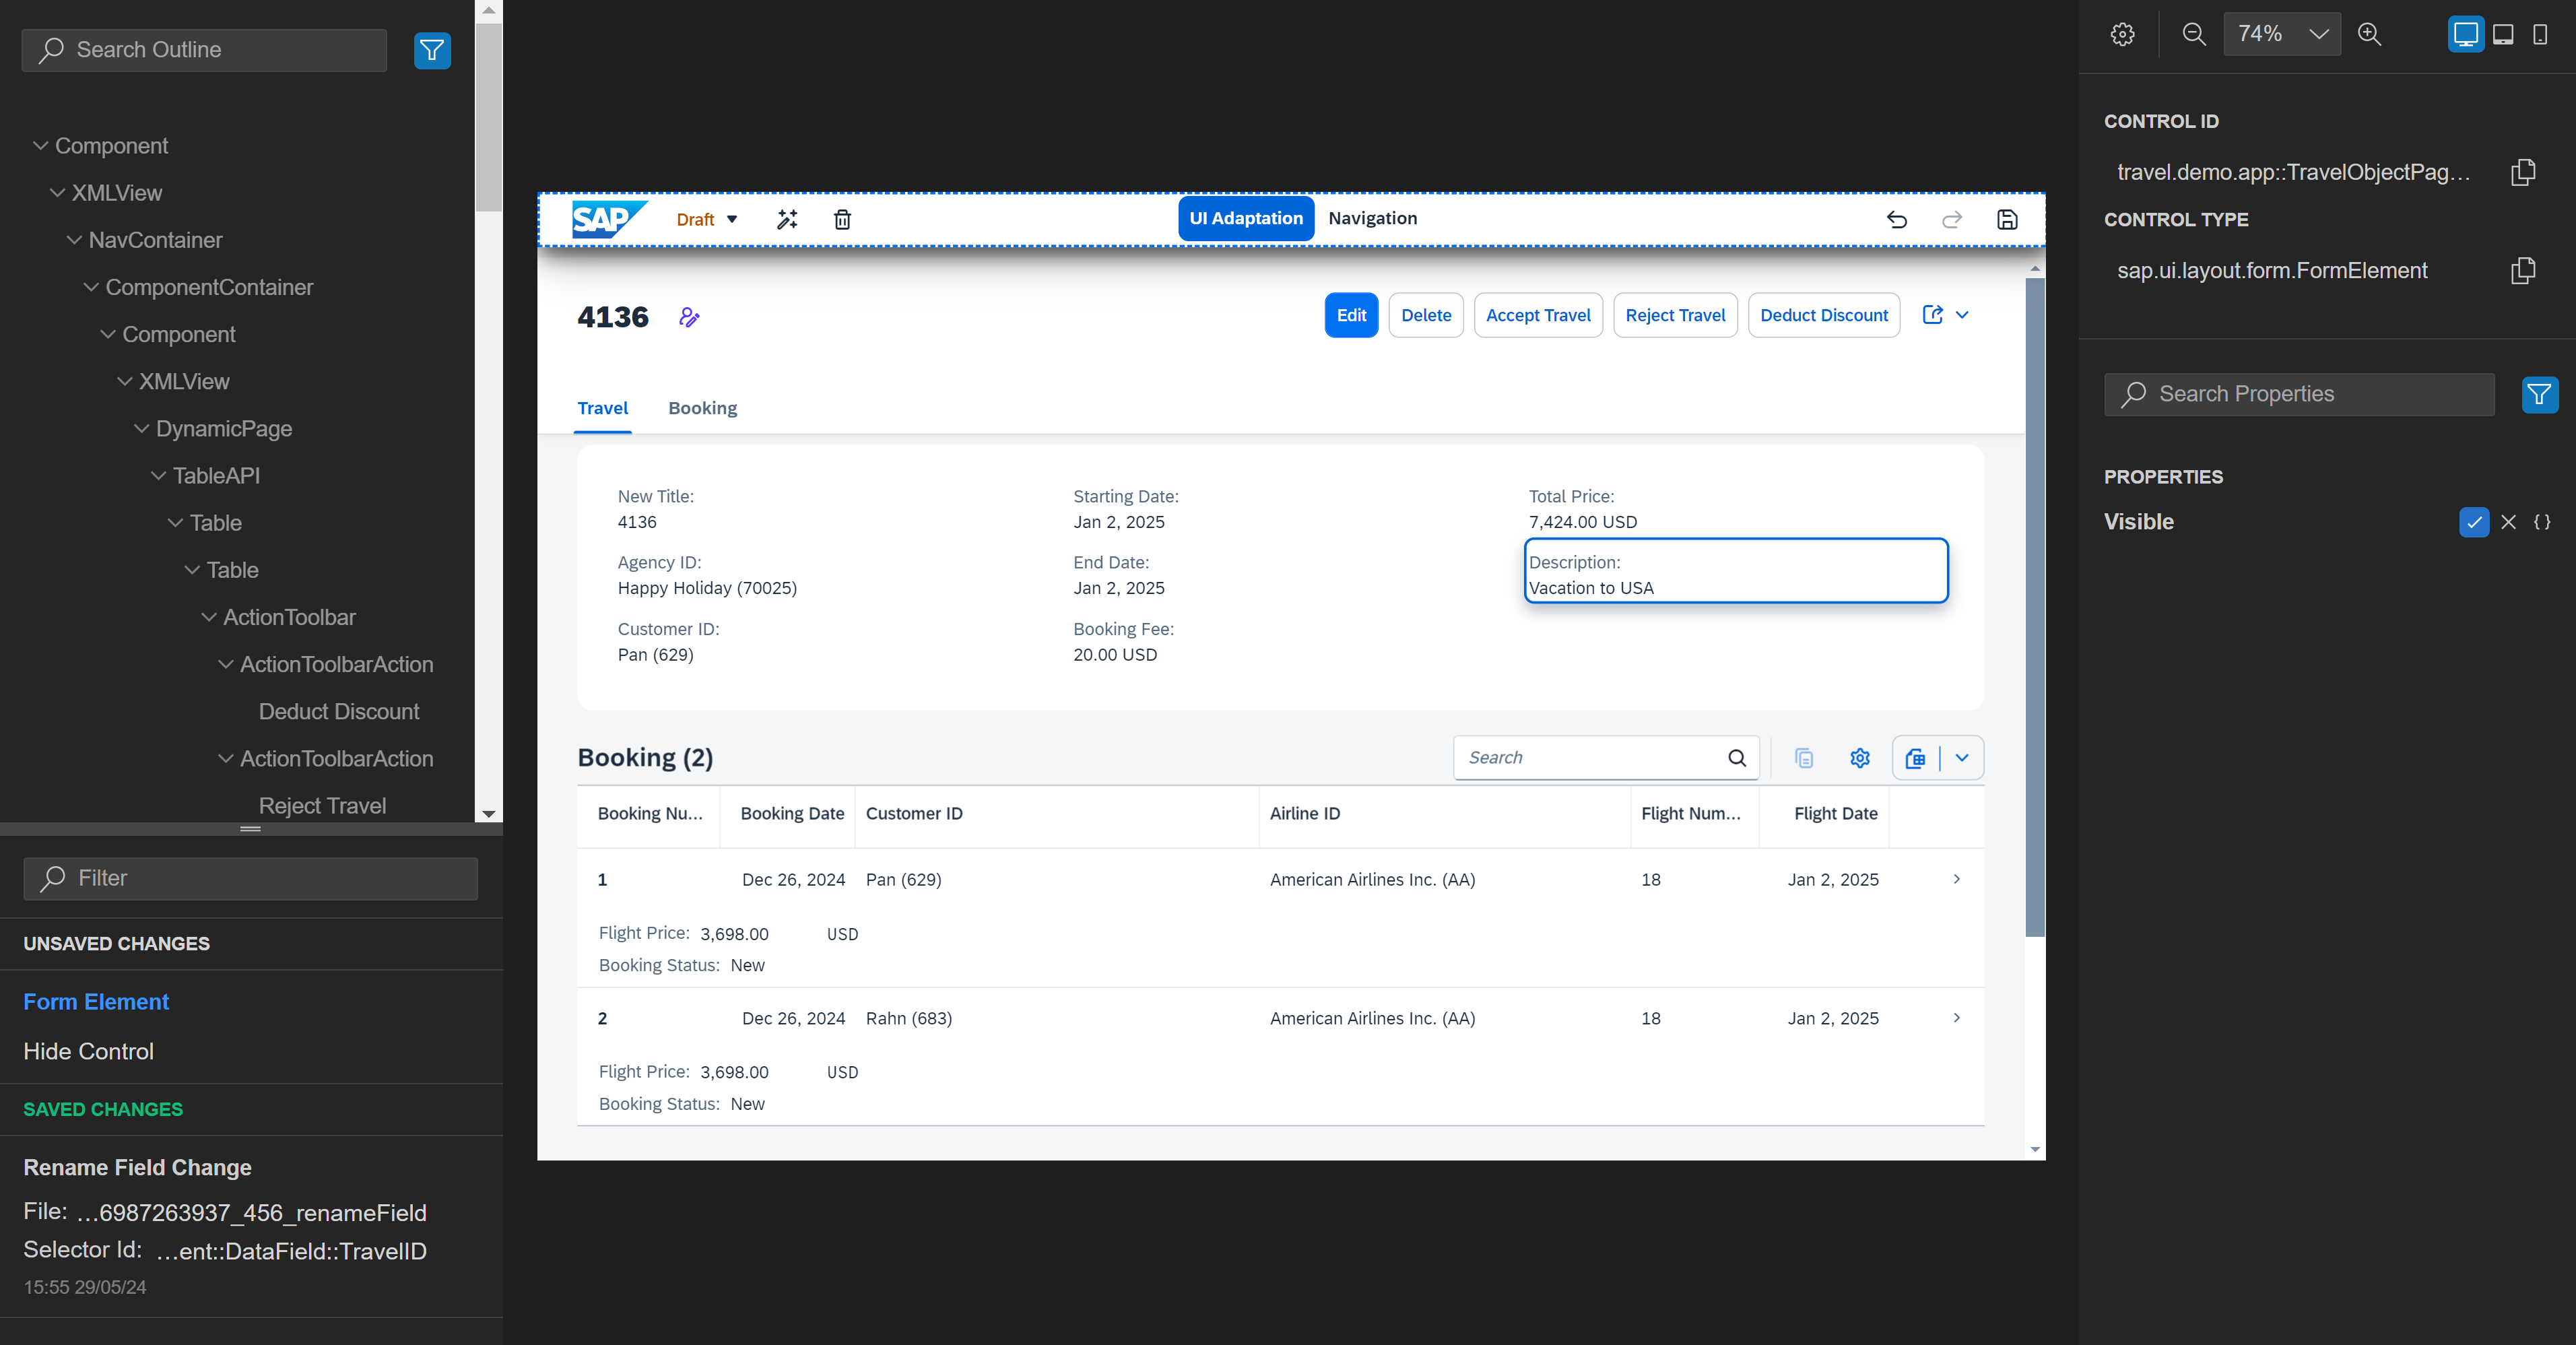 Search Outline
Component
XMLView
NavContainer
ComponentContainer
Component
XMLView
DynamicPage
TableAPI
Table
Table
ActionToolbar
ActionToolbarAction
Deduct Discount
ActionToolbarAction
Reject Travel
Filter
UNSAVED CHANGES
Form Element
Hide Control
SAVED CHANGES
Rename Field Change
File: ...6987263937_456_renameField
Selector Id: ...ent::DataField::TravelID
15:55 29/05/24
SAP Draft UI Adaptation Navigation
4136 Edit Delete Accept Travel Reject Travel Deduct Discount
Travel Booking
New Title:
4136
Agency ID:
Happy Holiday (70025)
Customer ID:
Pan (629)
Starting Date:
Jan 2, 2025
End Date:
Jan 2, 2025
Booking Fee:
20.00 USD
Total Price:
7,424.00 USD
Description:
Vacation to USA
Booking (2) Search
Booking Nu... Booking Date Customer ID Airline ID Flight Num... Flight Date
1 Dec 26, 2024 Pan (629) American Airlines Inc. (AA) 18 Jan 2, 2025
Flight Price: 3,698.00 USD
Booking Status: New
2 Dec 26, 2024 Rahn (683) American Airlines Inc. (AA) 18 Jan 2, 2025
Flight Price: 3,698.00 USD
Booking Status: New
74%
CONTROL ID
travel.demo.app::TravelObjectPag...
CONTROL TYPE
sap.ui.layout.form.FormElement
Search Properties
PROPERTIES
Visible